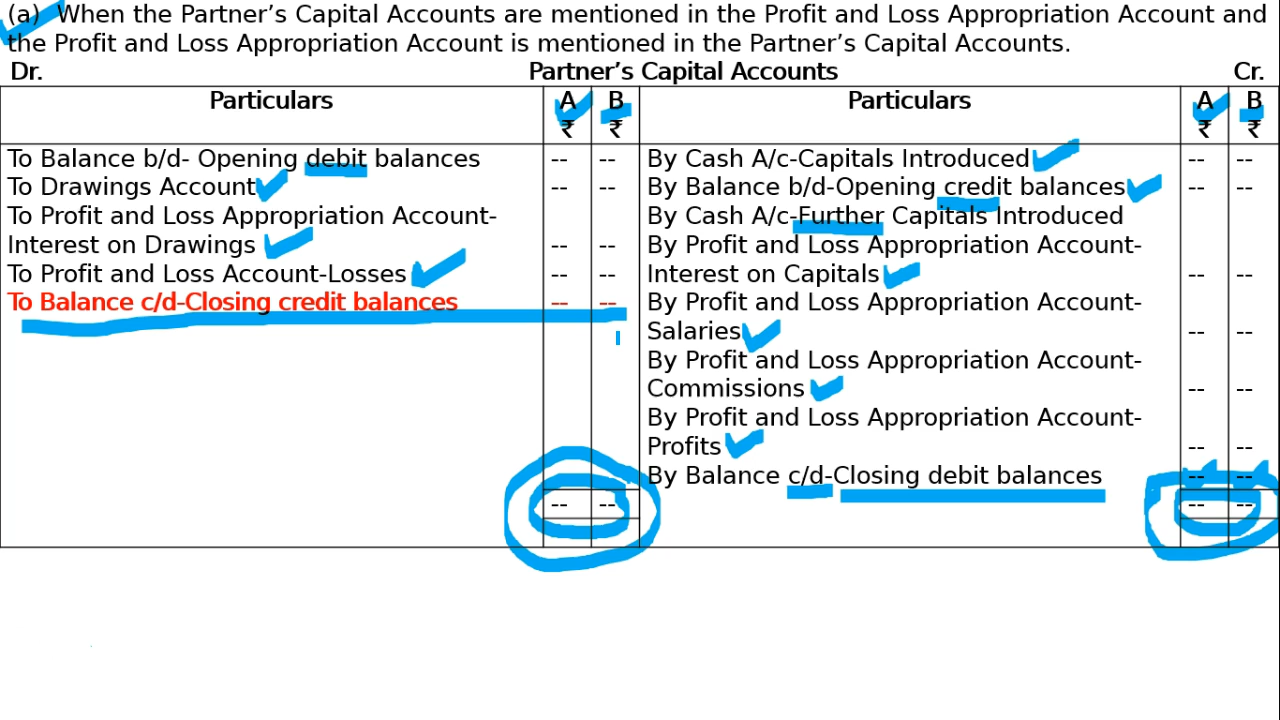 (a) When the Partner’s Capital Accounts are mentioned in the Profit and Loss Appropriation Account and
the Profit and Loss Appropriation Account is mentioned in the Partner’s Capital Accounts.
Dr. Partner’s Capital Accounts Cr.
Particulars A B Particulars A B
₹ ₹ ₹ ₹
To Balance b/d- Opening debit balances -- -- By Cash A/c-Capitals Introduced -- --
To Drawings Account -- -- By Balance b/d-Opening credit balances -- --
To Profit and Loss Appropriation Account- By Cash A/c-Further Capitals Introduced
Interest on Drawings -- -- By Profit and Loss Appropriation Account-
To Profit and Loss Account-Losses -- -- Interest on Capitals -- --
To Balance c/d-Closing credit balances -- -- By Profit and Loss Appropriation Account-
Salaries -- --
By Profit and Loss Appropriation Account-
Commissions -- --
By Profit and Loss Appropriation Account-
Profits -- --
By Balance c/d-Closing debit balances -- --
-- -- -- --